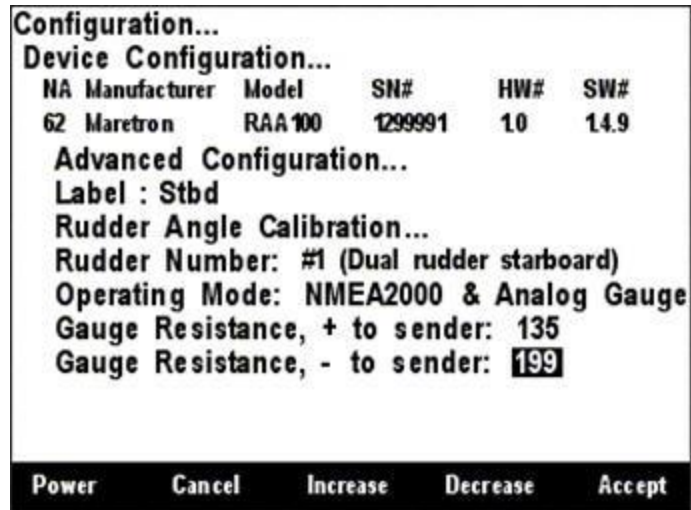 Configuration...
Device Configuration...
NA Manufacturer Model SN# HW# SW#
62 Maretron RAA100 1299991 1.0 1.4.9
Advanced Configuration...
Label : Stbd
Rudder Angle Calibration...
Rudder Number: #1 (Dual rudder starboard)
Operating Mode: NMEA2000 & Analog Gauge
Gauge Resistance, + to sender: 135
Gauge Resistance, - to sender: 199
Power Cancel Increase Decrease Accept